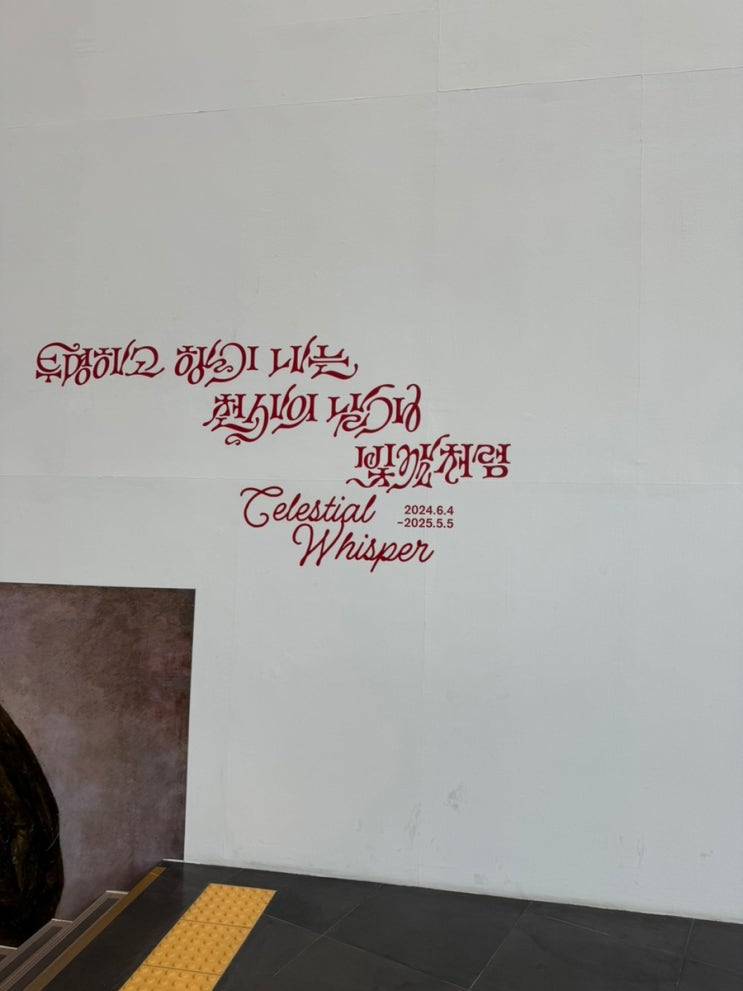 투명하고 향기 나는
천사의 날개
빛깔처럼
Celestial
Whisper
2024.6.4
–2025.5.5